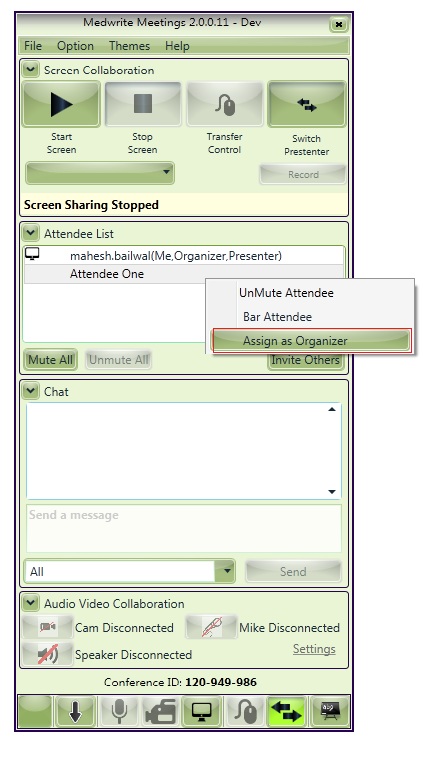 Medwrite Meetings 2.0.0.11 - Dev
File Option Themes Help
Screen Collaboration
Start Screen
Stop Screen
Transfer Control
Switch Prestenter
Record
Screen Sharing Stopped
Attendee List
mahesh.bailwal(Me,Organizer,Presenter)
Attendee One
UnMute Attendee
Bar Attendee
Assign as Organizer
Mute All Unmute All Invite Others
Chat
Send a message
All Send
Audio Video Collaboration
Cam Disconnected Mike Disconnected
Speaker Disconnected Settings
Conference ID: 120-949-986